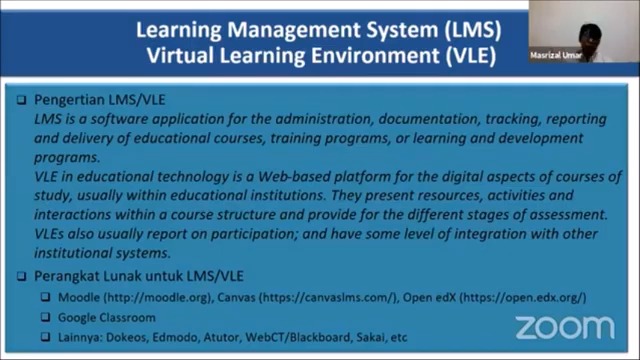 Learning Management System (LMS)
Virtual Learning Environment (VLE)
Masrizal Umar
Pengertian LMS/VLE
LMS is a software application for the administration, documentation, tracking, reporting
and delivery of educational courses, training programs, or learning and development
programs.
VLE in educational technology is a Web-based platform for the digital aspects of courses of
study, usually within educational institutions. They present resources, activities and
interactions within a course structure and provide for the different stages of assessment.
VLEs also usually report on participation; and have some level of integration with other
institutional systems.
Perangkat Lunak untuk LMS/VLE
Moodle (http://moodle.org), Canvas (https://canvaslms.com/), Open edX (https://open.edx.org/)
Google Classroom
Lainnya: Dokeos, Edmodo, Atutor, WebCT/Blackboard, Sakai, etc
zoom